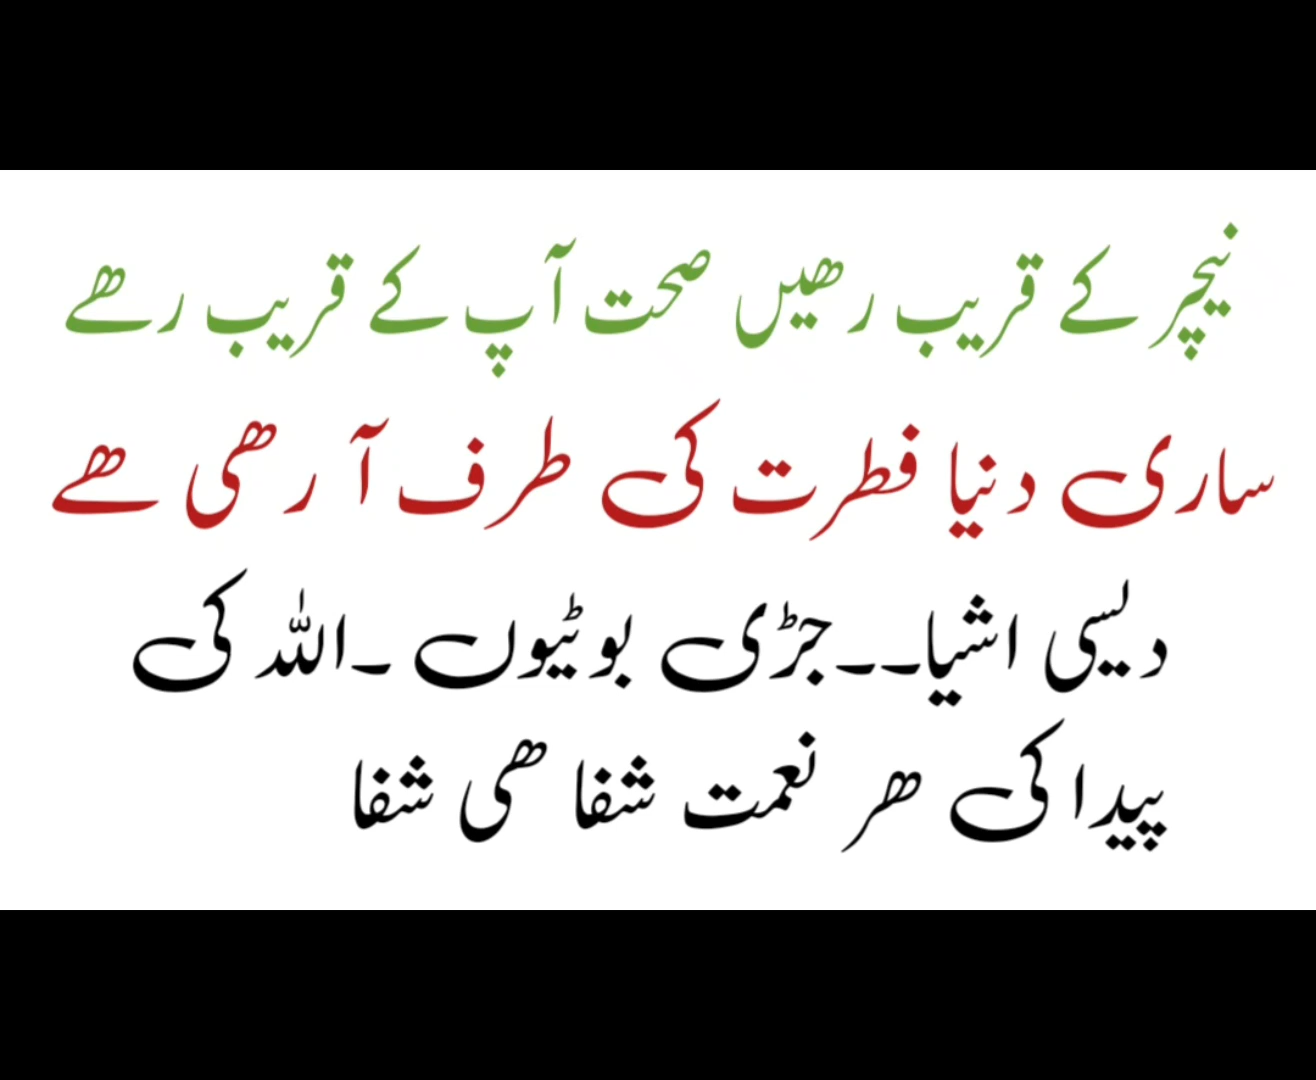 نیچر کے قریب رھیں صحت آپ کے قریب رھے
ساری دنیا فطرت کی طرف آ رھی ھے
دیسی اشیا۔۔جڑی بوٹیوں ۔اللہ کی
پیدا کی ھر نعمت شفا ھی شفا